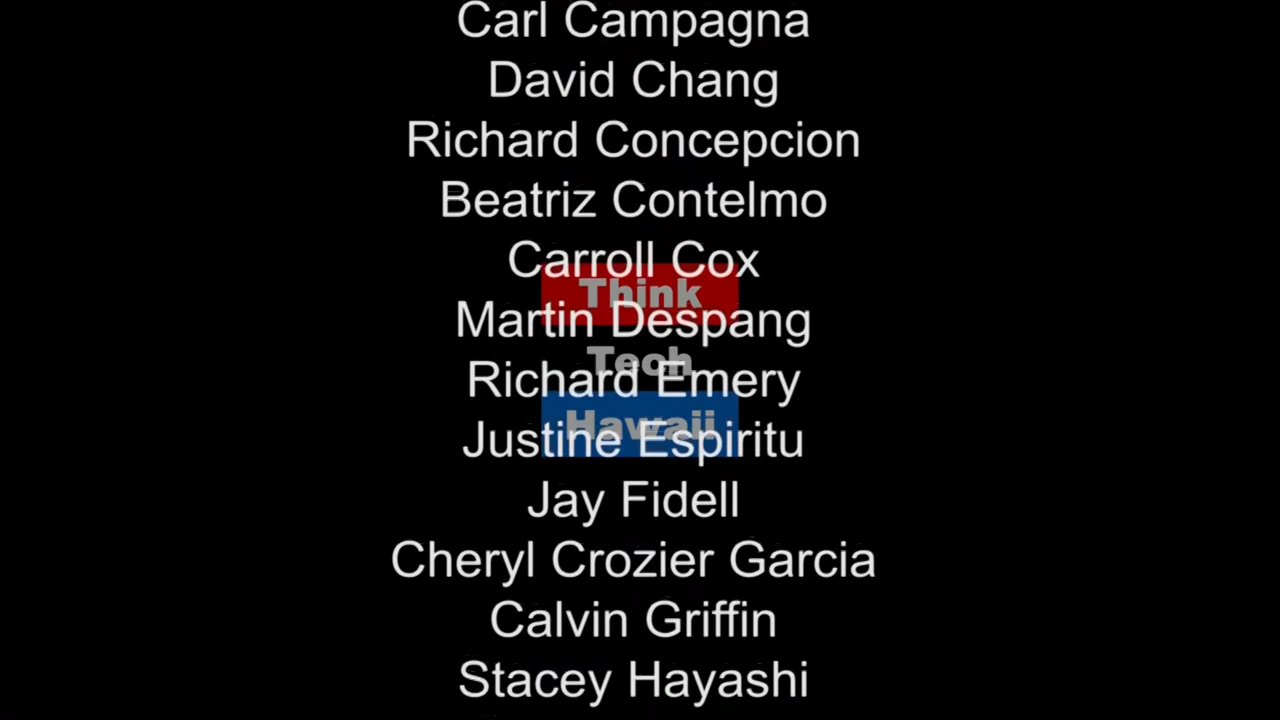 Carl Campagna
David Chang
Richard Concepcion
Beatriz Contelmo
Carroll Cox
Think
Martin Despang
Tech
Richard Emery
Hawaii
Justine Espiritu
Jay Fidell
Cheryl Crozier Garcia
Calvin Griffin
Stacey Hayashi